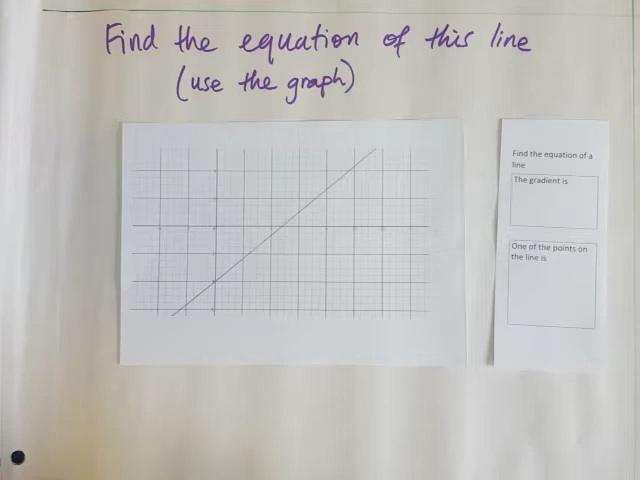 Find the equation of this line
(use the graph)
Find the equation of a
line
The gradient is
One of the points on
the line is